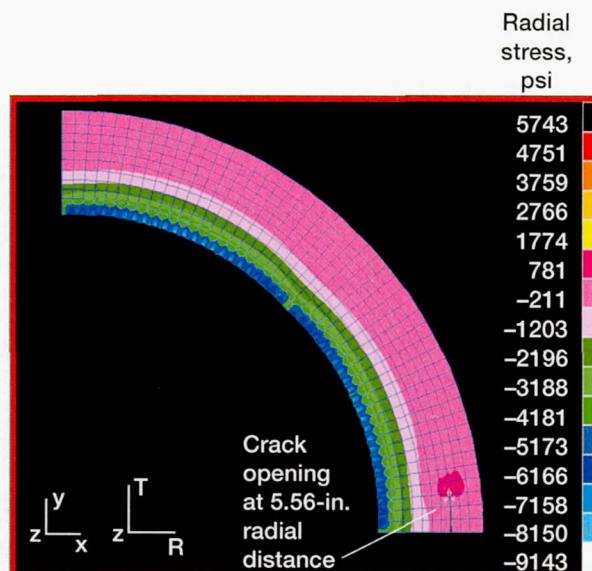 Radial
stress,
psi
5743
4751
3759
2766
1774
781
−211
−1203
−2196
−3188
−4181
−5173
−6166
−7158
−8150
−9143
Crack
opening
at 5.56-in.
radial
distance
y
z
x
T
z
R